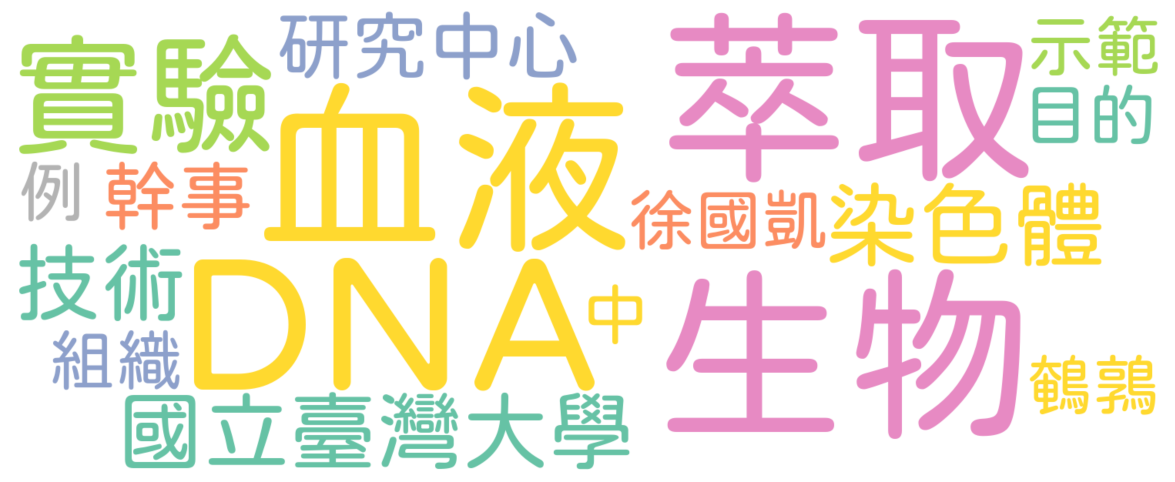 實驗
研究中心
萃取
示範
目的
血液
例
幹事
徐國凱
染色體
技術
DNA
中
生物
組織
鵪鶉
國立臺灣大學